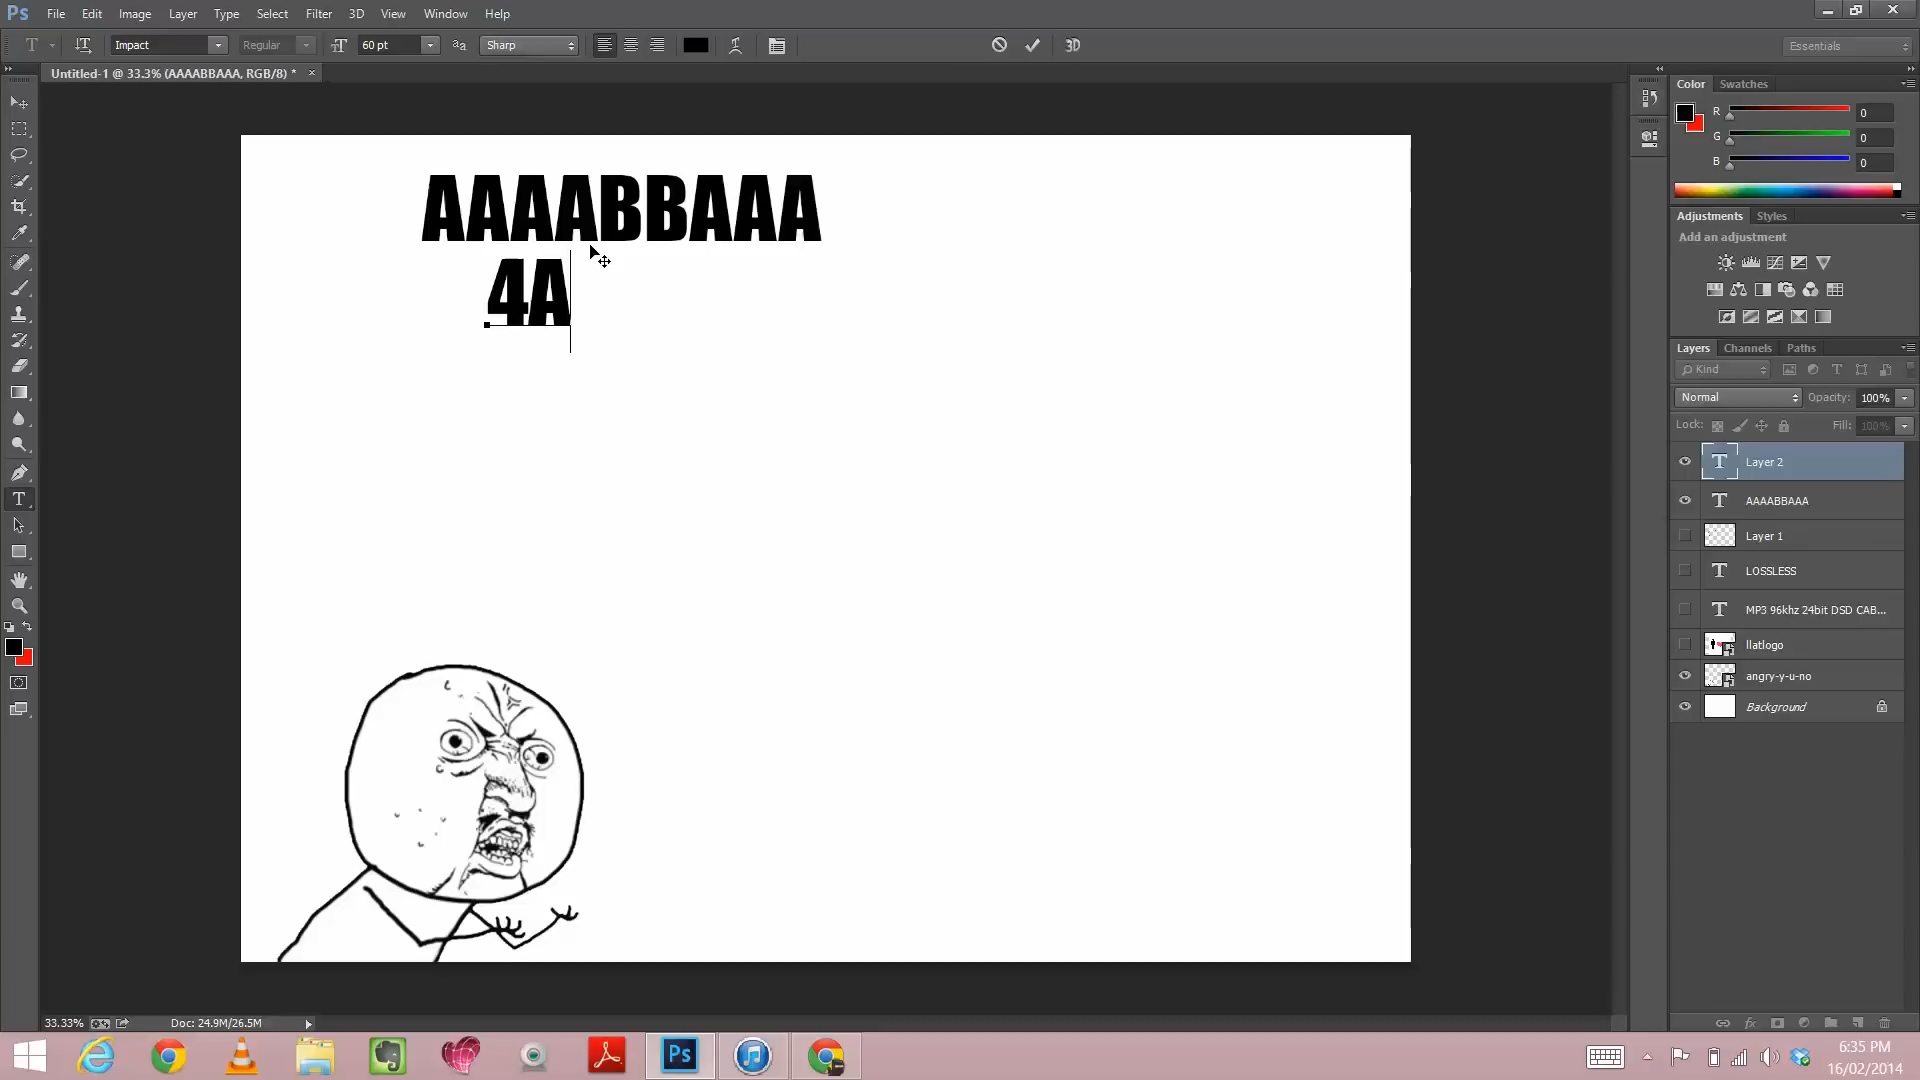 Ps File Edit Image Layer Type Select Filter 3D View Window Help
T Impact Regular 60 pt aa Sharp 3D Essentials
Untitled-1 @ 33.3% (AAAABBAAA, RGB/8) * ×
Color Swatches
R 0
G 0
B 0
Adjustments Styles
Add an adjustment
AAAABBAAA
4A
Layers Channels Paths
Kind
Normal Opacity: 100%
Lock: Fill: 100%
T Layer 2
T AAAABBAAA
Layer 1
T LOSSLESS
T MP3 96khz 24bit DSD CAB...
llatlogo
angry-y-u-no
Background
33.33% Doc: 24.9M/26.5M
fx
Ps
6:35 PM
16/02/2014